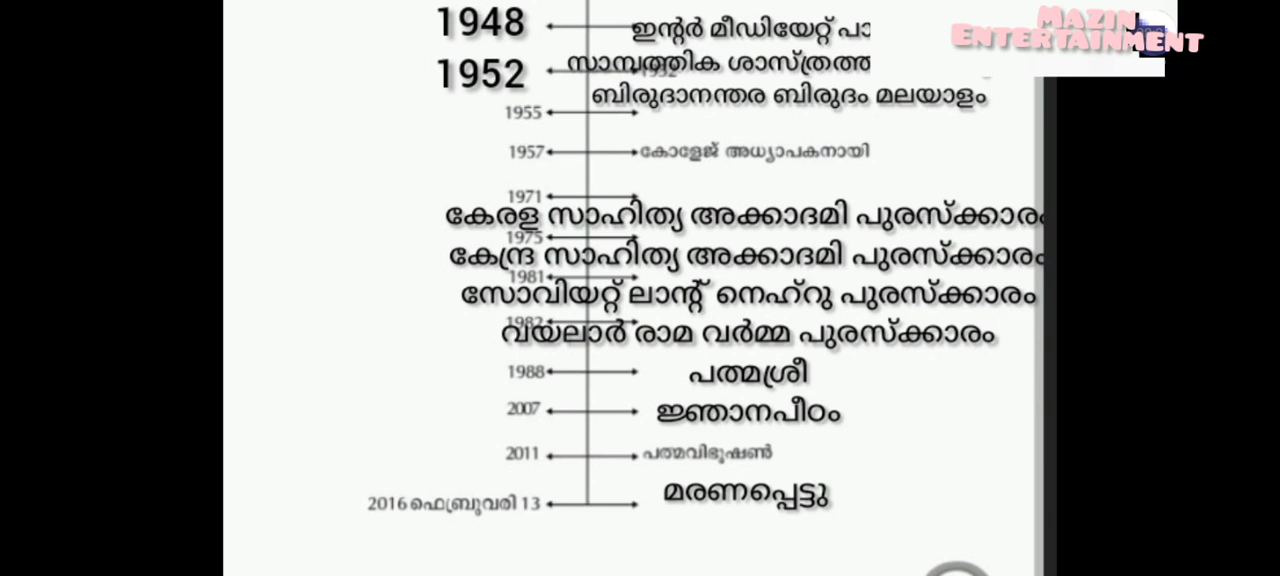 MAZIN
ENTERTAINMENT
1948 ഇന്റർ മീഡിയേറ്റ് പാ
1952 സാമ്പത്തിക ശാസ്ത്രത്ത
1952
ബിരുദാനന്തര ബിരുദം മലയാളം
1955
1957 കോളേജ് അധ്യാപകനായി
1971
കേരള സാഹിത്യ അക്കാദമി പുരസ്ക്കാരം
1975
കേന്ദ്ര സാഹിത്യ അക്കാദമി പുരസ്ക്കാരം
1981
സോവിയറ്റ് ലാന്റ് നെഹ്റു പുരസ്ക്കാരം
1982
വയലാർ രാമ വർമ്മ പുരസ്ക്കാരം
1988 പത്മശ്രീ
2007 ജ്ഞാനപീഠം
2011 പത്മവിഭൂഷൺ
2016 ഫെബ്രുവരി 13 മരണപ്പെട്ടു